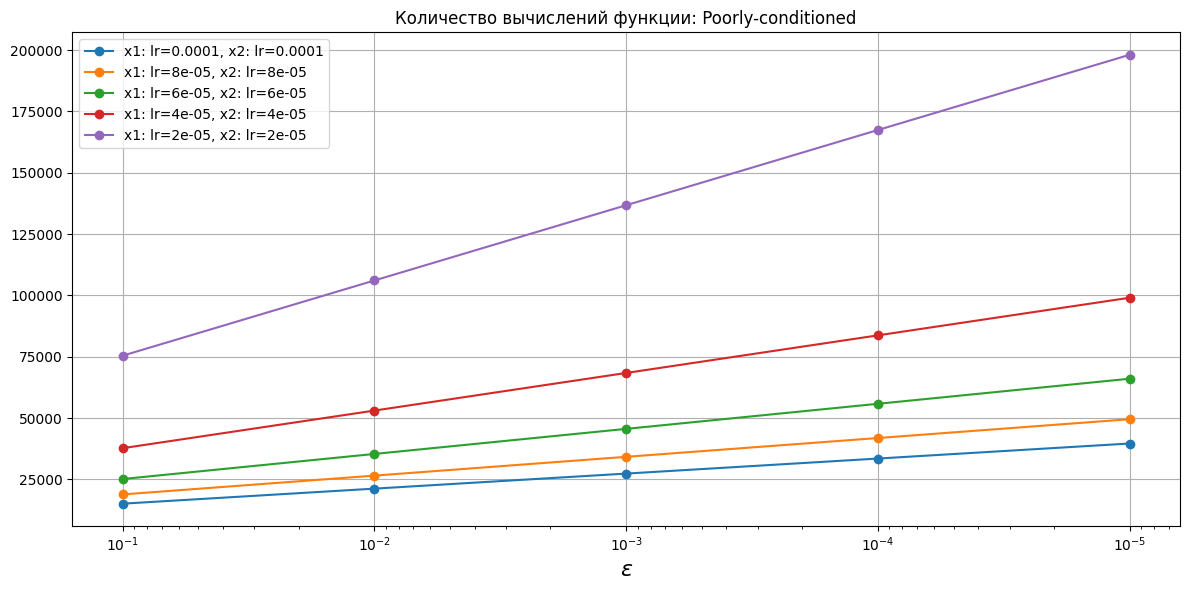 Количество вычислений функции: Poorly-conditioned
x1: lr=0.0001, x2: lr=0.0001
x1: lr=8e-05, x2: lr=8e-05
x1: lr=6e-05, x2: lr=6e-05
x1: lr=4e-05, x2: lr=4e-05
x1: lr=2e-05, x2: lr=2e-05
200000
175000
150000
125000
100000
75000
50000
25000
10⁻¹ 10⁻² 10⁻³ 10⁻⁴ 10⁻⁵
ε